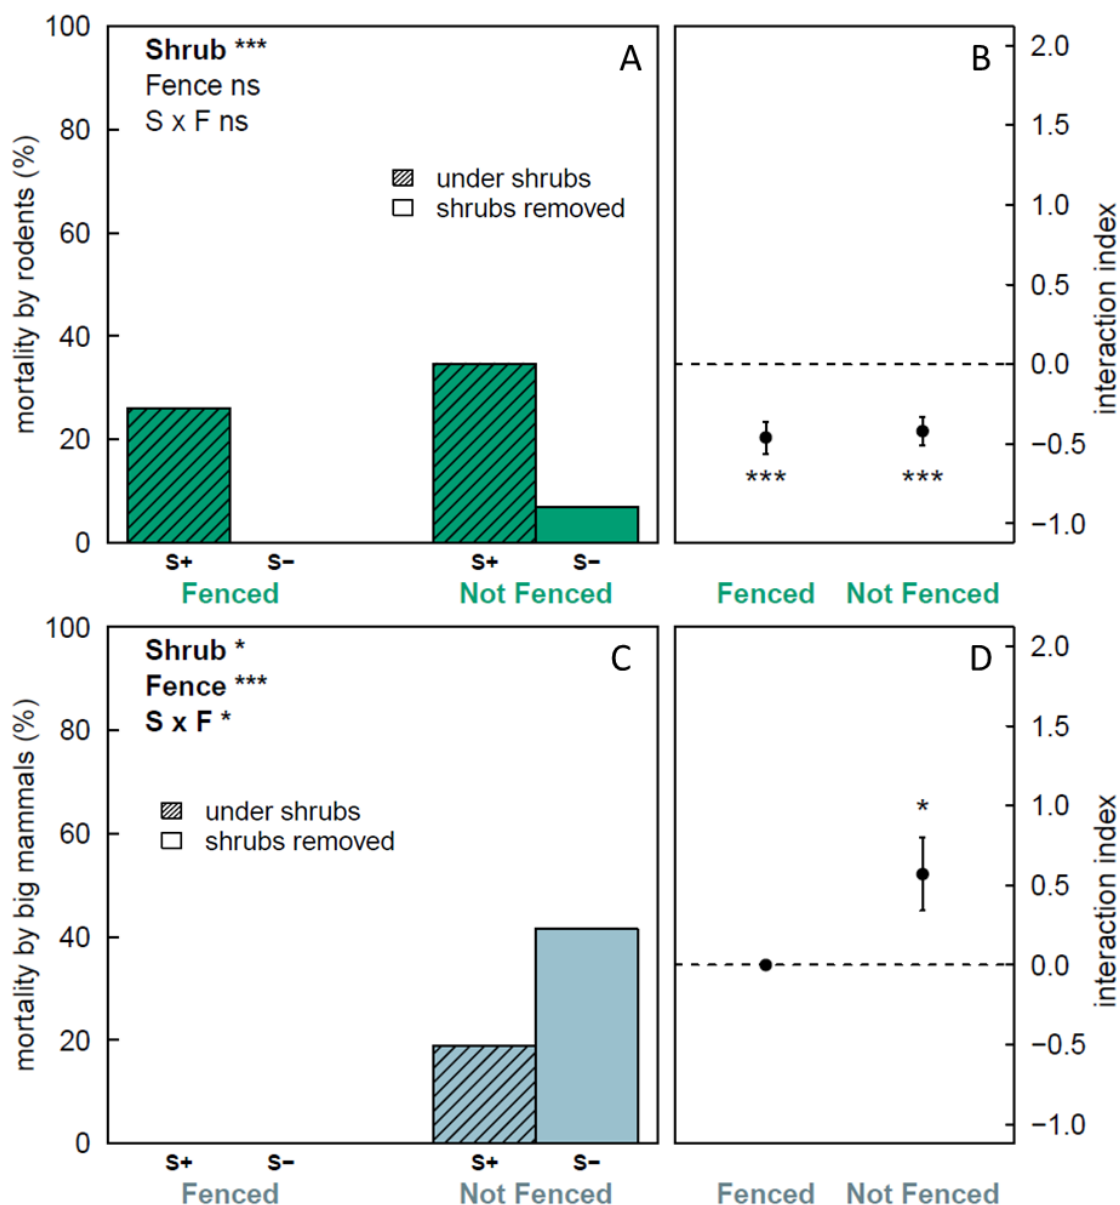 100
80
60
40
20
0
mortality by rodents (%)
Shrub ***
Fence ns
S x F ns
A
under shrubs
shrubs removed
S+ S− S+ S−
Fenced Not Fenced
B
*** ***
2.0
1.5
1.0
0.5
0.0
−0.5
−1.0
interaction index
Fenced Not Fenced
100
80
60
40
20
0
mortality by big mammals (%)
Shrub *
Fence ***
S x F *
C
under shrubs
shrubs removed
S+ S− S+ S−
Fenced Not Fenced
D
*
2.0
1.5
1.0
0.5
0.0
−0.5
−1.0
interaction index
Fenced Not Fenced